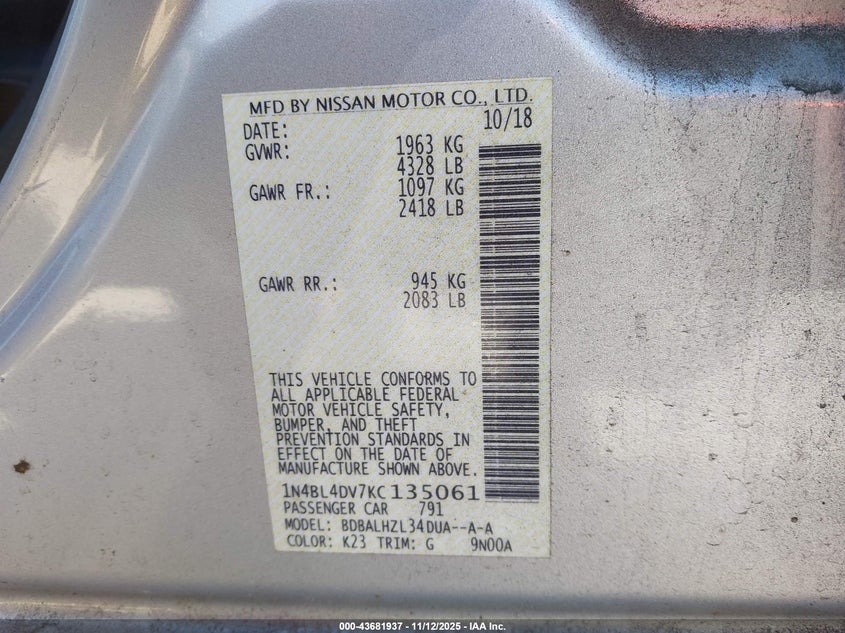 MFD BY NISSAN MOTOR CO., LTD.
DATE: 10/18
GVWR: 1963 KG
4328 LB
GAWR FR.: 1097 KG
2418 LB
GAWR RR.: 945 KG
2083 LB
THIS VEHICLE CONFORMS TO
ALL APPLICABLE FEDERAL
MOTOR VEHICLE SAFETY,
BUMPER, AND THEFT
PREVENTION STANDARDS IN
EFFECT ON THE DATE OF
MANUFACTURE SHOWN ABOVE.
1N4BL4DV7KC135061
PASSENGER CAR 791
MODEL: BDBALHZL34DUA--A-A
COLOR: K23 TRIM: G 9N00A
000-43681937 - 11/12/2025 - IAA Inc.